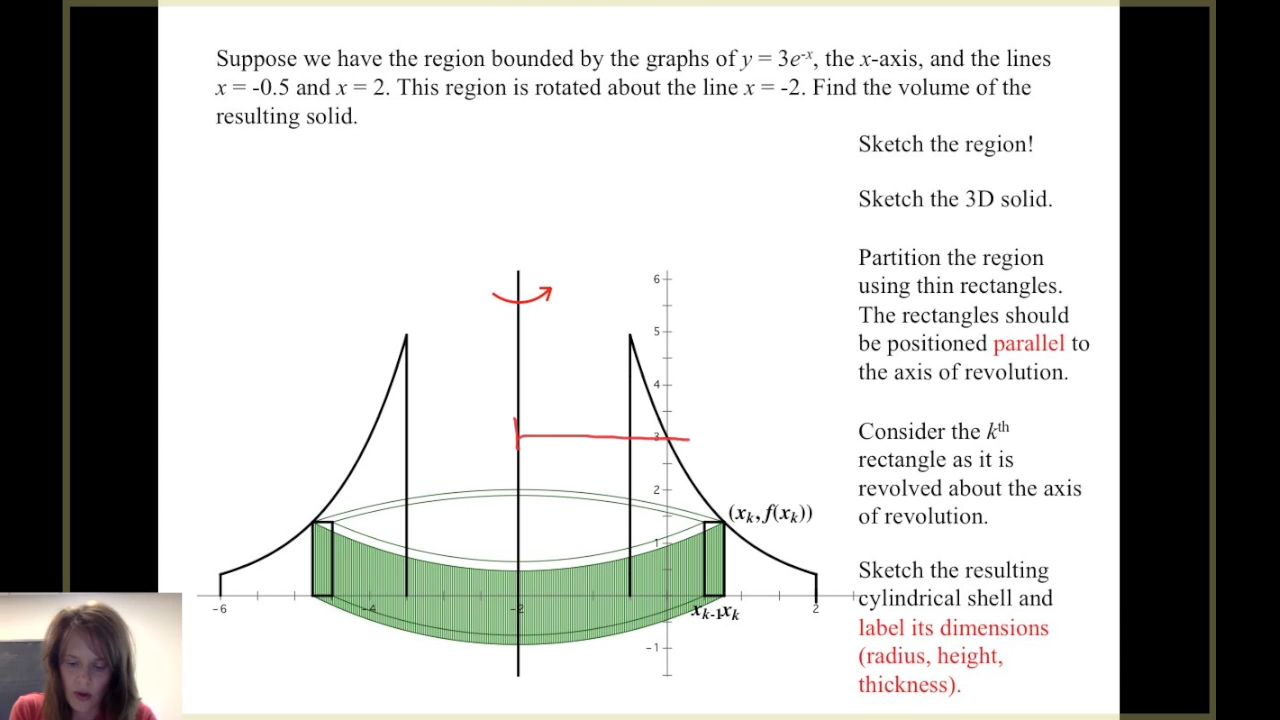 Suppose we have the region bounded by the graphs of y = 3e⁻ˣ, the x-axis, and the lines
x = -0.5 and x = 2. This region is rotated about the line x = -2. Find the volume of the
resulting solid.
Sketch the region!
Sketch the 3D solid.
Partition the region
using thin rectangles.
The rectangles should
be positioned parallel to
the axis of revolution.
Consider the kᵗʰ
rectangle as it is
revolved about the axis
of revolution.
Sketch the resulting
cylindrical shell and
label its dimensions
(radius, height,
thickness).
6
5
4
3
2
(xₖ, f(xₖ))
1
-6
-4
-2
xₖ₋₁ xₖ
2
-1